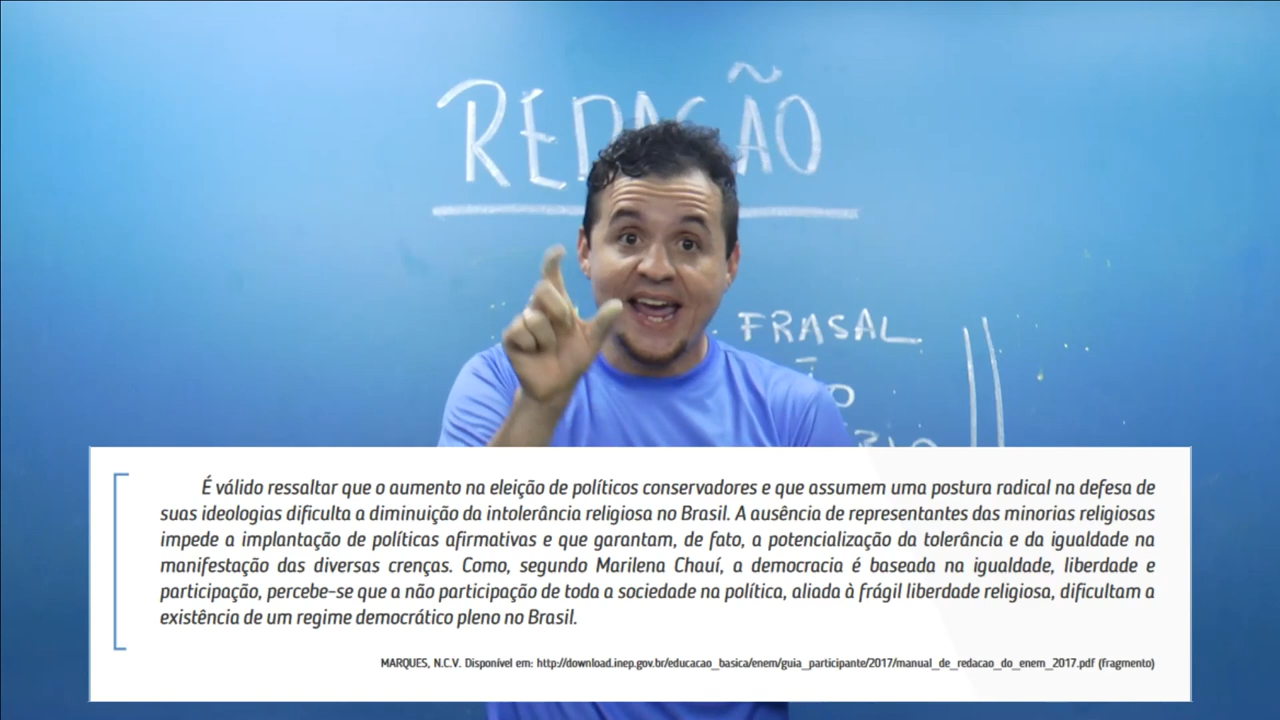 REDAÇÃO
FRASAL
É válido ressaltar que o aumento na eleição de políticos conservadores e que assumem uma postura radical na defesa de
suas ideologias dificulta a diminuição da intolerância religiosa no Brasil. A ausência de representantes das minorias religiosas
impede a implantação de políticas afirmativas e que garantam, de fato, a potencialização da tolerância e da igualdade na
manifestação das diversas crenças. Como, segundo Marilena Chauí, a democracia é baseada na igualdade, liberdade e
participação, percebe-se que a não participação de toda a sociedade na política, aliada à frágil liberdade religiosa, dificultam a
existência de um regime democrático pleno no Brasil.
MARQUES, N.C.V. Disponível em: http://download.inep.gov.br/educacao_basica/enem/guia_participante/2017/manual_de_redacao_do_enem_2017.pdf (fragmento)